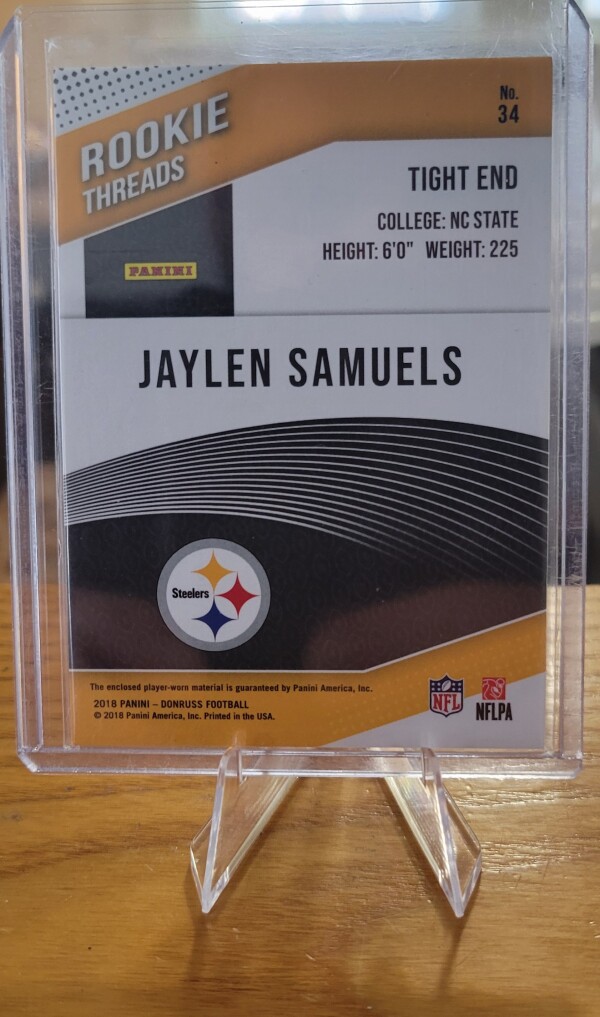 No.
34
ROOKIE
THREADS
TIGHT END
COLLEGE: NC STATE
HEIGHT: 6'0" WEIGHT: 225
PANINI
JAYLEN SAMUELS
Steelers
The enclosed player-worn material is guaranteed by Panini America, Inc.
2018 PANINI – DONRUSS FOOTBALL
© 2018 Panini America, Inc. Printed in the USA.
NFL
NFLPA